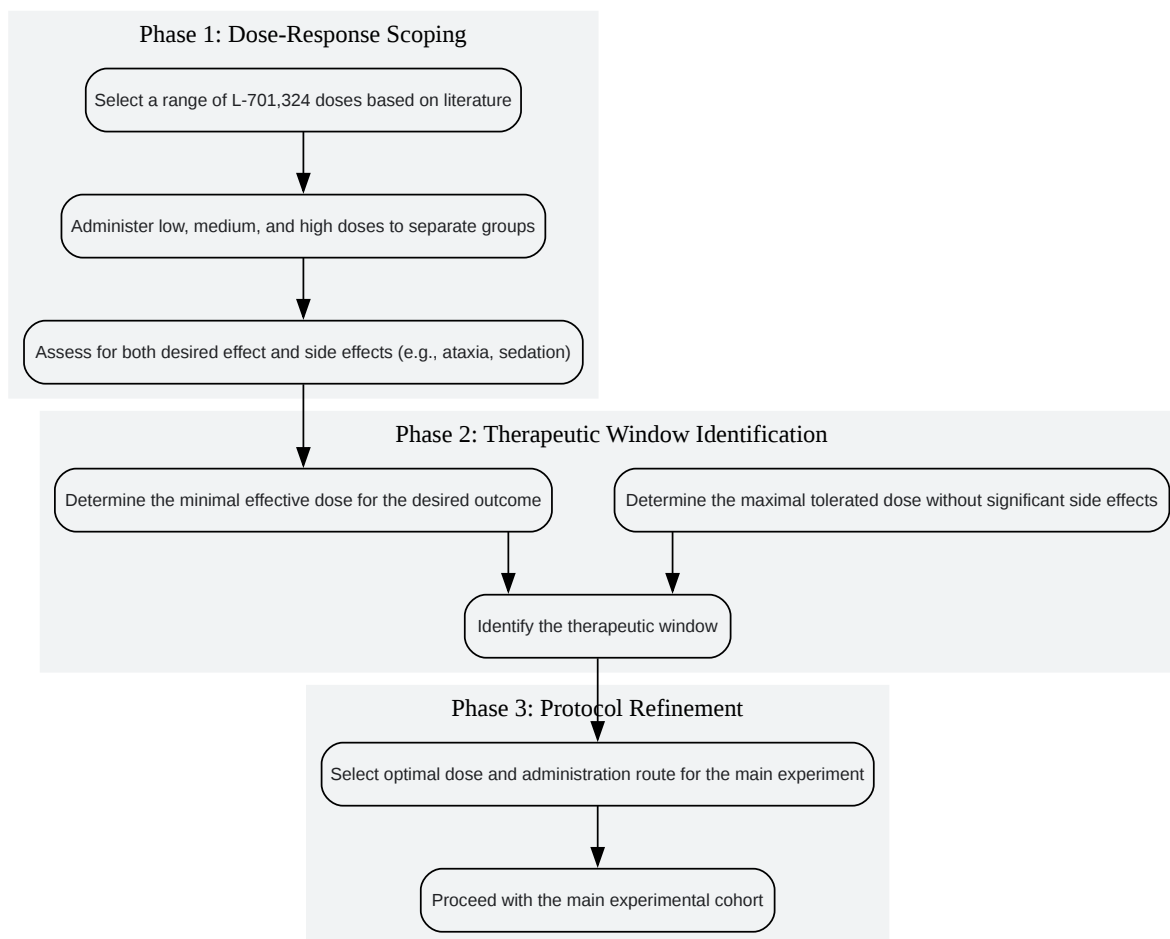 Phase 1: Dose-Response Scoping
Select a range of L-701,324 doses based on literature
Administer low, medium, and high doses to separate groups
Assess for both desired effect and side effects (e.g., ataxia, sedation)
Phase 2: Therapeutic Window Identification
Determine the minimal effective dose for the desired outcome
Determine the maximal tolerated dose without significant side effects
Identify the therapeutic window
Phase 3: Protocol Refinement
Select optimal dose and administration route for the main experiment
Proceed with the main experimental cohort